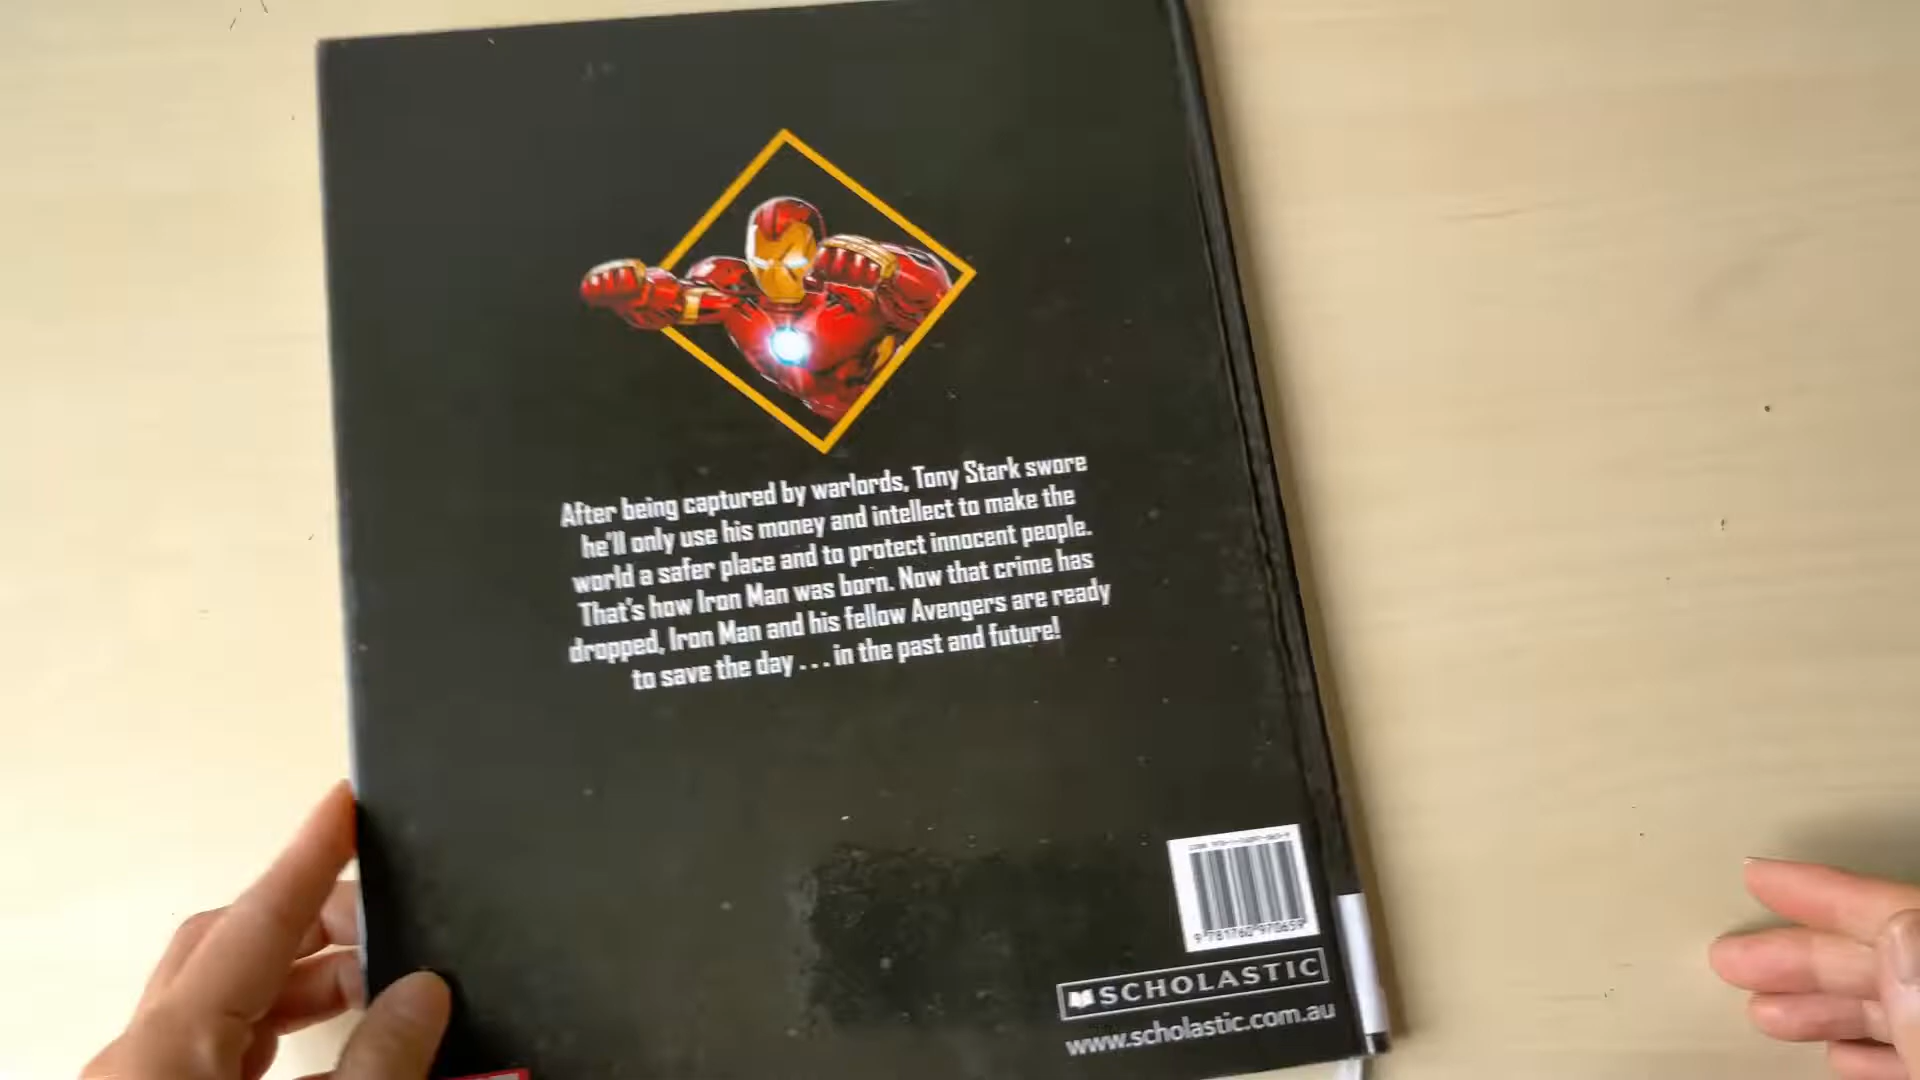 After being captured by warlords, Tony Stark swore
he'll only use his money and intellect to make the
world a safer place and to protect innocent people.
That's how Iron Man was born. Now that crime has
dropped, Iron Man and his fellow Avengers are ready
to save the day . . . in the past and future!
9 781760 970659
SCHOLASTIC
www.scholastic.com.au